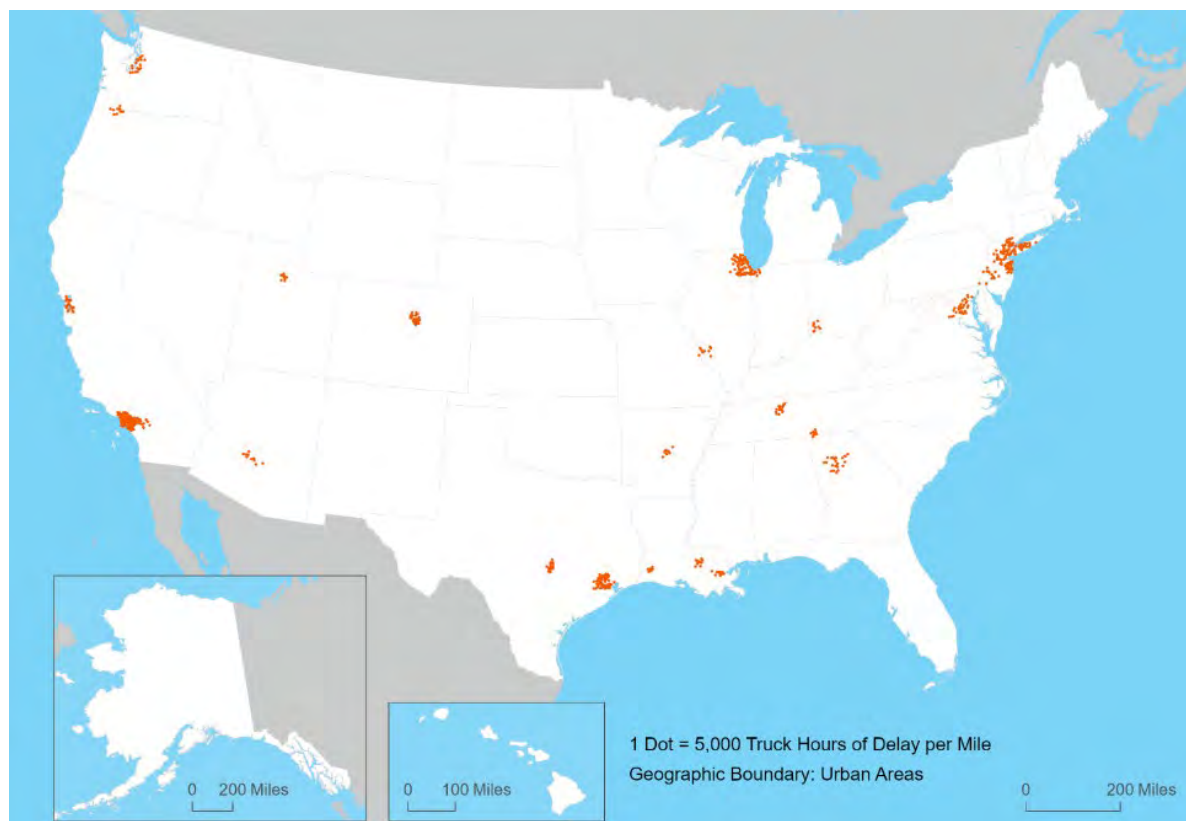 1 Dot = 5,000 Truck Hours of Delay per Mile
Geographic Boundary: Urban Areas
0 200 Miles
0 100 Miles
0 200 Miles